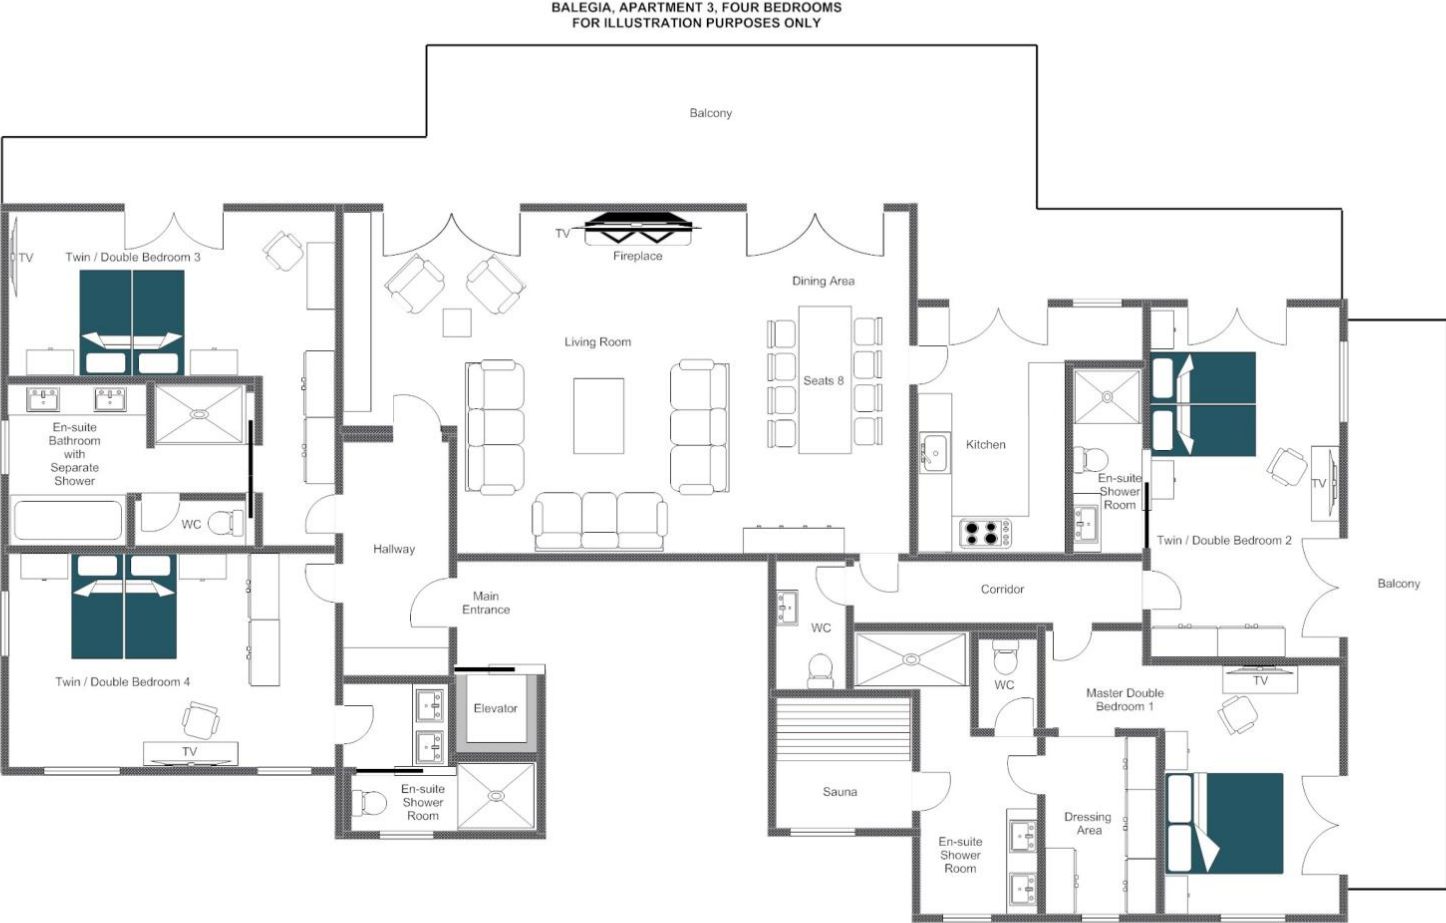 BALEGIA, APARTMENT 3, FOUR BEDROOMS
FOR ILLUSTRATION PURPOSES ONLY
Balcony
TV
Twin / Double Bedroom 3
TV
Fireplace
Dining Area
Living Room
Seats 8
En-suite
Bathroom
with
Separate
Shower
WC
Kitchen
En-suite
Shower
Room
TV
Twin / Double Bedroom 2
Hallway
Main
Entrance
Corridor
Balcony
WC
Twin / Double Bedroom 4
TV
Elevator
En-suite
Shower
Room
WC
Master Double
Bedroom 1
TV
Sauna
En-suite
Shower
Room
Dressing
Area